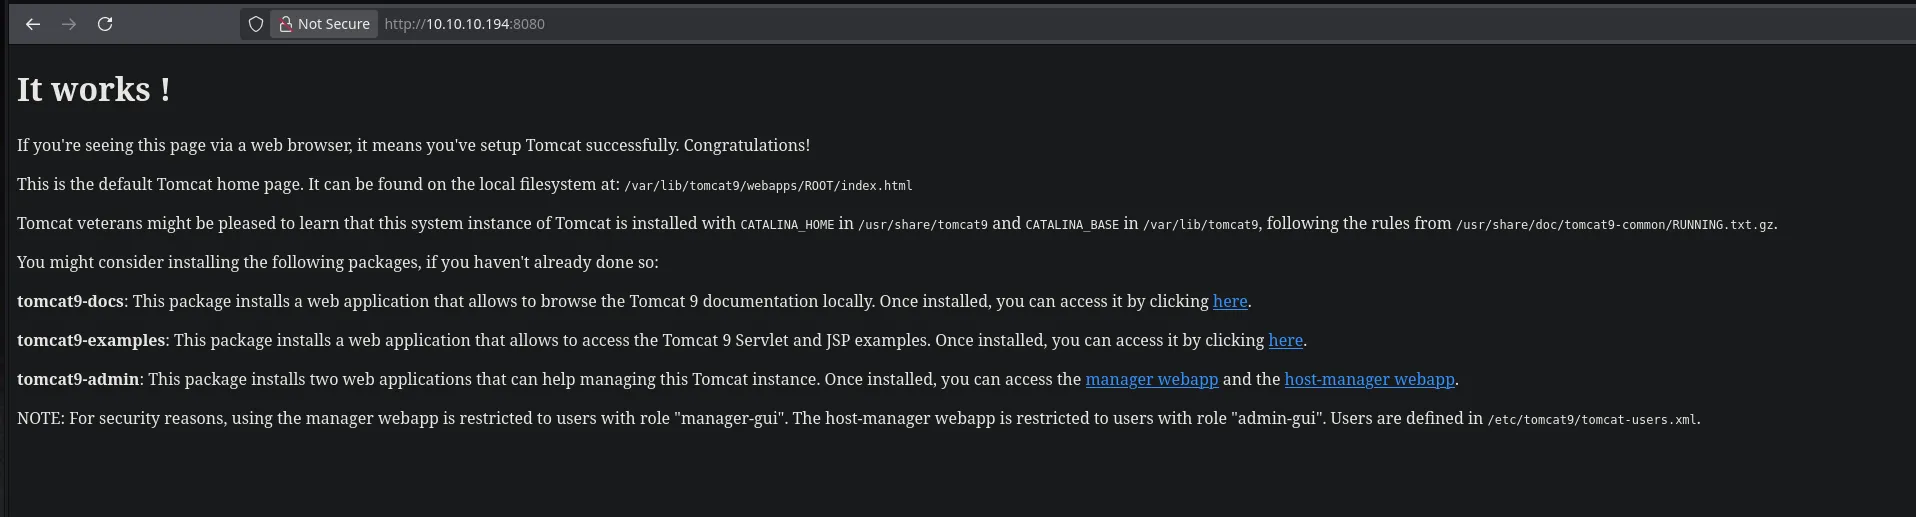 Not Secure http://10.10.10.194:8080
It works !
If you're seeing this page via a web browser, it means you've setup Tomcat successfully. Congratulations!
This is the default Tomcat home page. It can be found on the local filesystem at: /var/lib/tomcat9/webapps/ROOT/index.html
Tomcat veterans might be pleased to learn that this system instance of Tomcat is installed with CATALINA_HOME in /usr/share/tomcat9 and CATALINA_BASE in /var/lib/tomcat9, following the rules from /usr/share/doc/tomcat9-common/RUNNING.txt.gz.
You might consider installing the following packages, if you haven't already done so:
tomcat9-docs: This package installs a web application that allows to browse the Tomcat 9 documentation locally. Once installed, you can access it by clicking here.
tomcat9-examples: This package installs a web application that allows to access the Tomcat 9 Servlet and JSP examples. Once installed, you can access it by clicking here.
tomcat9-admin: This package installs two web applications that can help managing this Tomcat instance. Once installed, you can access the manager webapp and the host-manager webapp.
NOTE: For security reasons, using the manager webapp is restricted to users with role "manager-gui". The host-manager webapp is restricted to users with role "admin-gui". Users are defined in /etc/tomcat9/tomcat-users.xml.